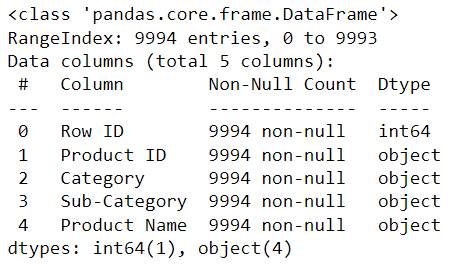 <class 'pandas.core.frame.DataFrame'>
RangeIndex: 9994 entries, 0 to 9993
Data columns (total 5 columns):
 #   Column        Non-Null Count  Dtype
---  ------        --------------  -----
 0   Row ID        9994 non-null   int64
 1   Product ID    9994 non-null   object
 2   Category      9994 non-null   object
 3   Sub-Category  9994 non-null   object
 4   Product Name  9994 non-null   object
dtypes: int64(1), object(4)